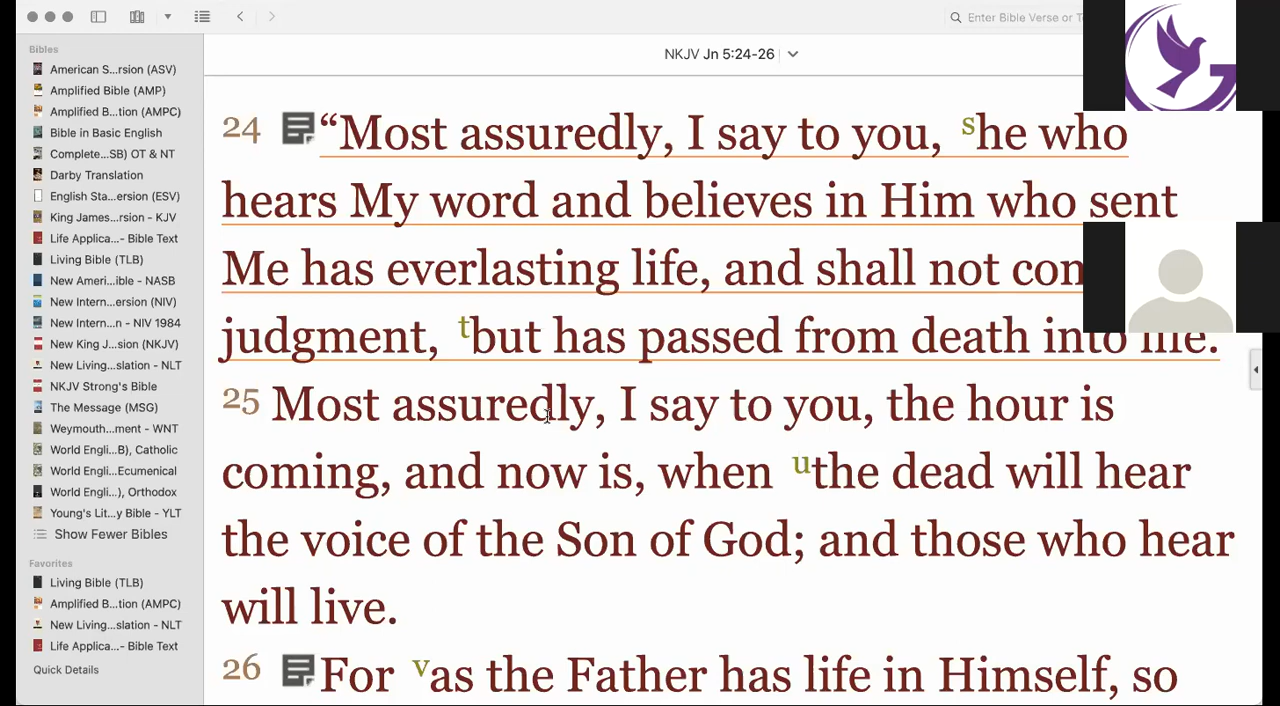 Enter Bible Verse or
NKJV Jn 5:24-26
Bibles
American S...rsion (ASV)
Amplified Bible (AMP)
Amplified B...tion (AMPC)
Bible in Basic English
Complete...SB) OT & NT
Darby Translation
English Sta...ersion (ESV)
King James...rsion - KJV
Life Applica...- Bible Text
Living Bible (TLB)
New Ameri...ible - NASB
New Intern...ersion (NIV)
New Intern...n - NIV 1984
New King J...sion (NKJV)
New Living...slation - NLT
NKJV Strong's Bible
The Message (MSG)
Weymouth...ment - WNT
World Engli...B), Catholic
World Engli...Ecumenical
World Engli...), Orthodox
Young's Lit...y Bible - YLT
Show Fewer Bibles
Favorites
Living Bible (TLB)
Amplified B...tion (AMPC)
New Living...slation - NLT
Life Applica...- Bible Text
Quick Details
24 “Most assuredly, I say to you, she who
hears My word and believes in Him who sent
Me has everlasting life, and shall not
judgment, tbut has passed from death into life.
25 Most assuredly, I say to you, the hour is
coming, and now is, when uthe dead will hear
the voice of the Son of God; and those who hear
will live.
26 For vas the Father has life in Himself, so